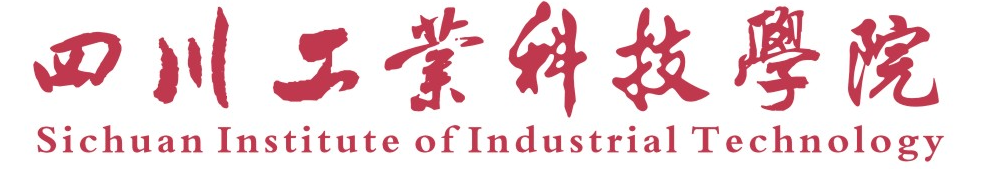 四川工業科技學院
Sichuan Institute of Industrial Technology